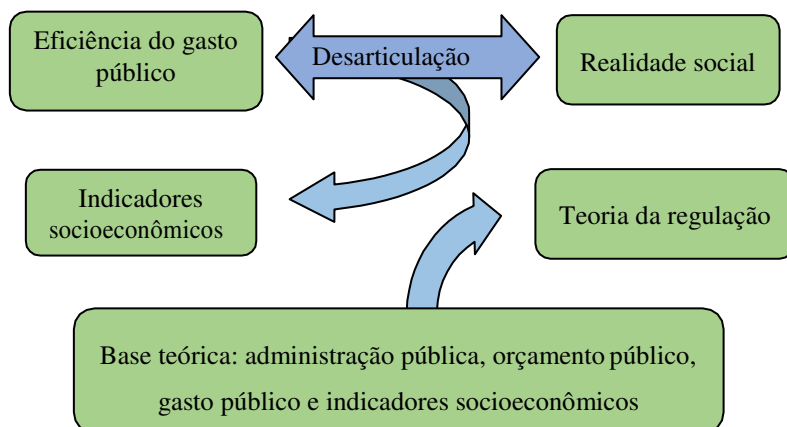 Eficiência do gasto
público
Desarticulação
Realidade social
Indicadores
socioeconômicos
Teoria da regulação
Base teórica: administração pública, orçamento público,
gasto público e indicadores socioeconômicos